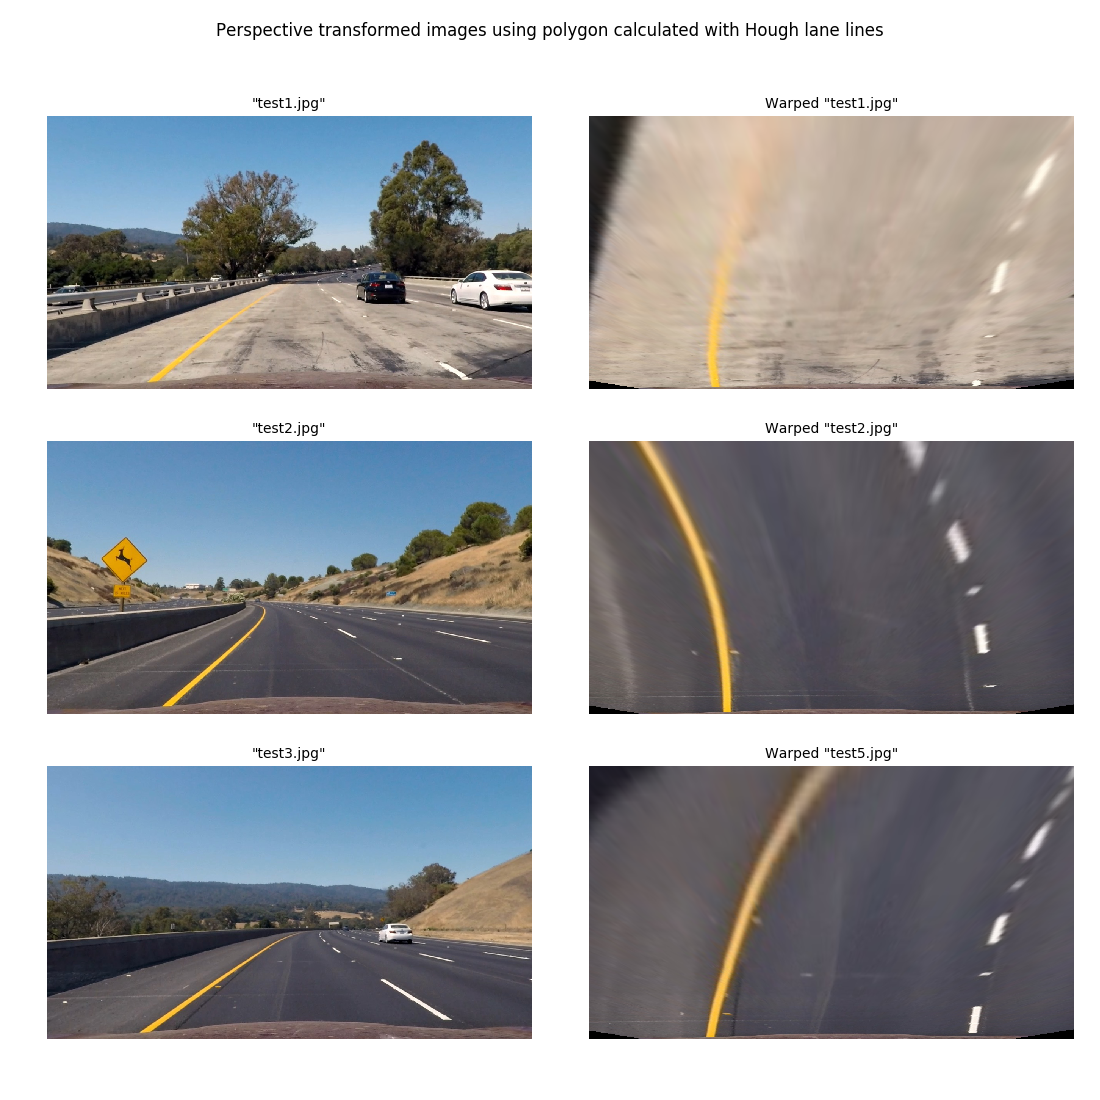 Perspective transformed images using polygon calculated with Hough lane lines
"test1.jpg"
Warped "test1.jpg"
"test2.jpg"
Warped "test2.jpg"
"test3.jpg"
Warped "test5.jpg"